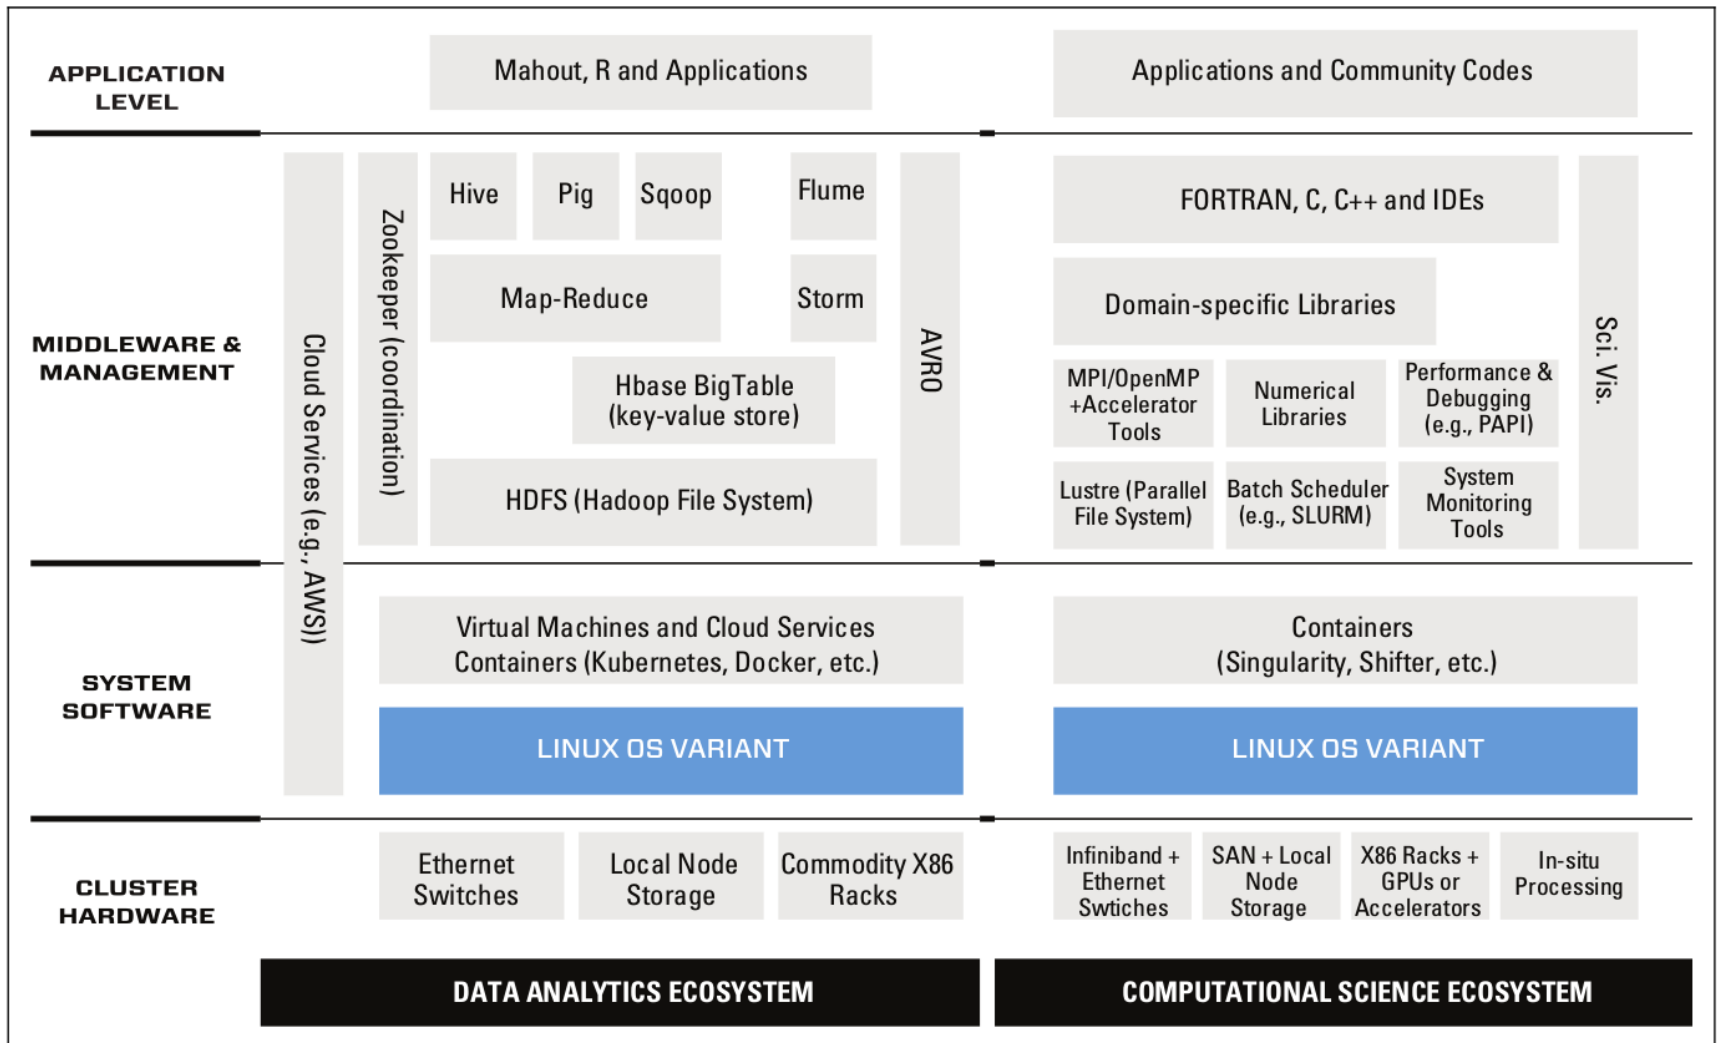 APPLICATION
LEVEL
Mahout, R and Applications
Applications and Community Codes
MIDDLEWARE &
MANAGEMENT
Cloud Services (e.g., AWS))
Zookeeper (coordination)
Hive
Pig
Sqoop
Flume
Map-Reduce
Storm
Hbase BigTable
(key-value store)
HDFS (Hadoop File System)
AVRO
FORTRAN, C, C++ and IDEs
Domain-specific Libraries
MPI/OpenMP
+Accelerator
Tools
Numerical
Libraries
Performance &
Debugging
(e.g., PAPI)
Lustre (Parallel
File System)
Batch Scheduler
(e.g., SLURM)
System
Monitoring
Tools
Sci. Vis.
SYSTEM
SOFTWARE
Virtual Machines and Cloud Services
Containers (Kubernetes, Docker, etc.)
LINUX OS VARIANT
Containers
(Singularity, Shifter, etc.)
LINUX OS VARIANT
CLUSTER
HARDWARE
Ethernet
Switches
Local Node
Storage
Commodity X86
Racks
Infiniband +
Ethernet
Swtiches
SAN + Local
Node
Storage
X86 Racks +
GPUs or
Accelerators
In-situ
Processing
DATA ANALYTICS ECOSYSTEM
COMPUTATIONAL SCIENCE ECOSYSTEM